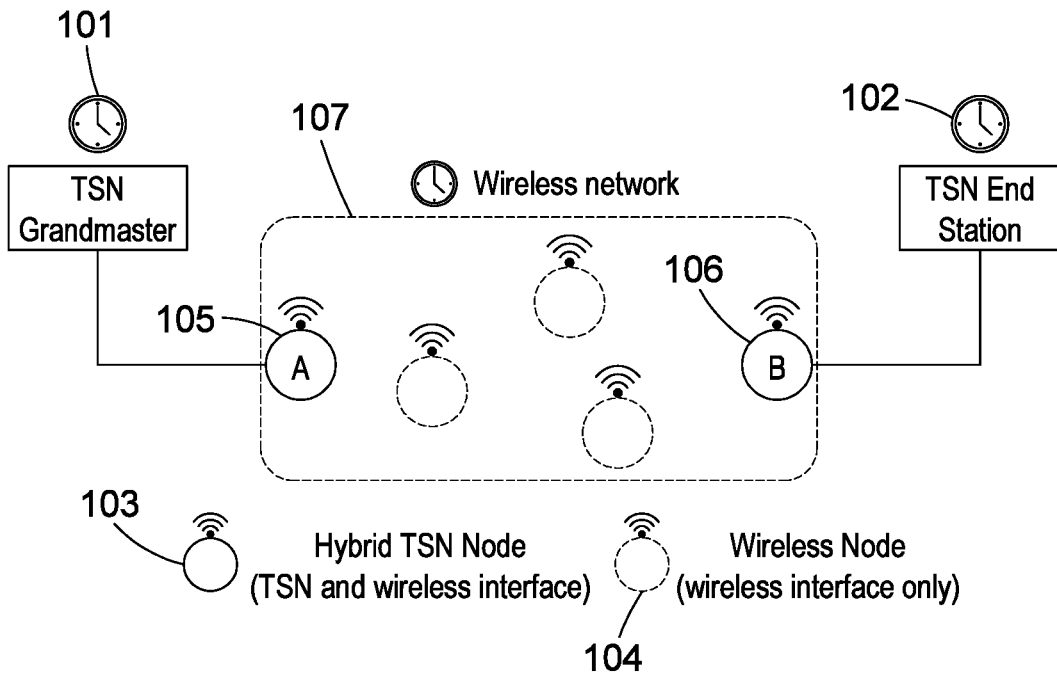 101
102
107
TSN
Grandmaster
Wireless network
TSN End
Station
105
106
A
B
103
Hybrid TSN Node
(TSN and wireless interface)
Wireless Node
(wireless interface only)
104